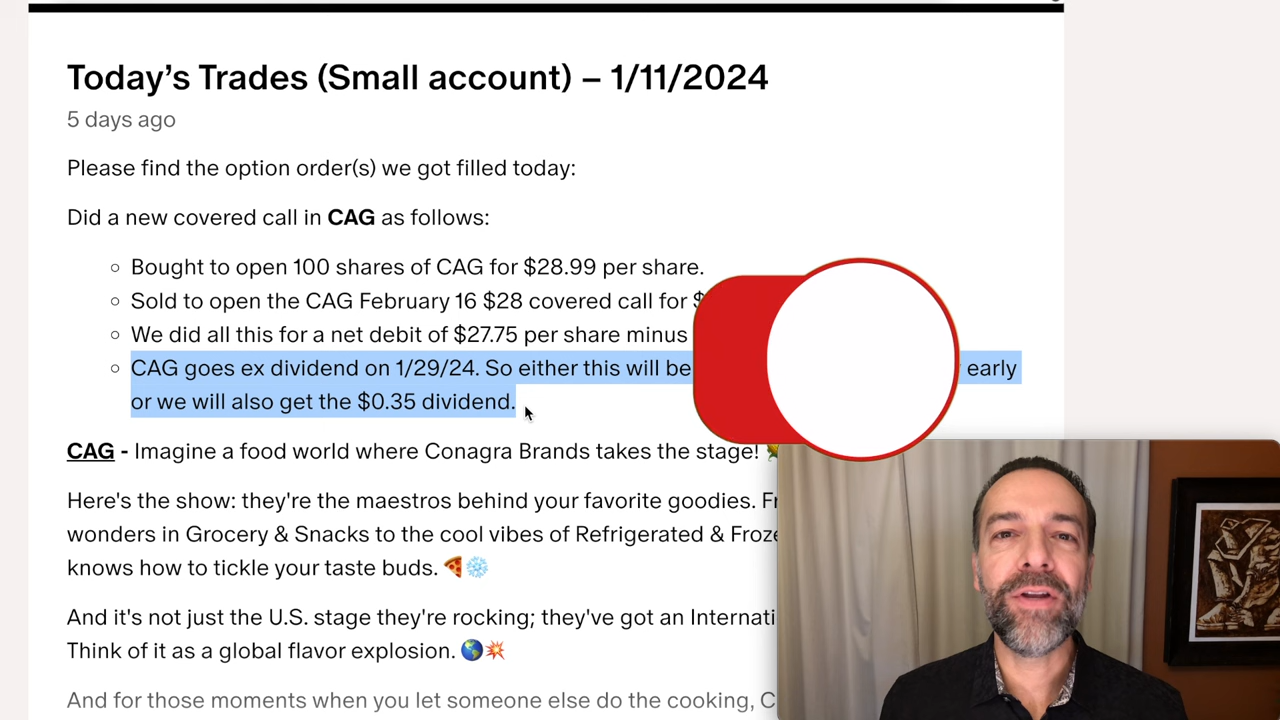 Today’s Trades (Small account) – 1/11/2024
5 days ago
Please find the option order(s) we got filled today:
Did a new covered call in CAG as follows:
Bought to open 100 shares of CAG for $28.99 per share.
Sold to open the CAG February 16 $28 covered call for $
We did all this for a net debit of $27.75 per share minus
CAG goes ex dividend on 1/29/24. So either this will be early
or we will also get the $0.35 dividend.
CAG - Imagine a food world where Conagra Brands takes the stage! 🌽
Here's the show: they're the maestros behind your favorite goodies.
wonders in Grocery & Snacks to the cool vibes of Refrigerated &
knows how to tickle your taste buds. 🍕❄️
And it's not just the U.S. stage they're rocking; they've got an
Think of it as a global flavor explosion. 🌎💥
And for those moments when you let someone else do the cooking,